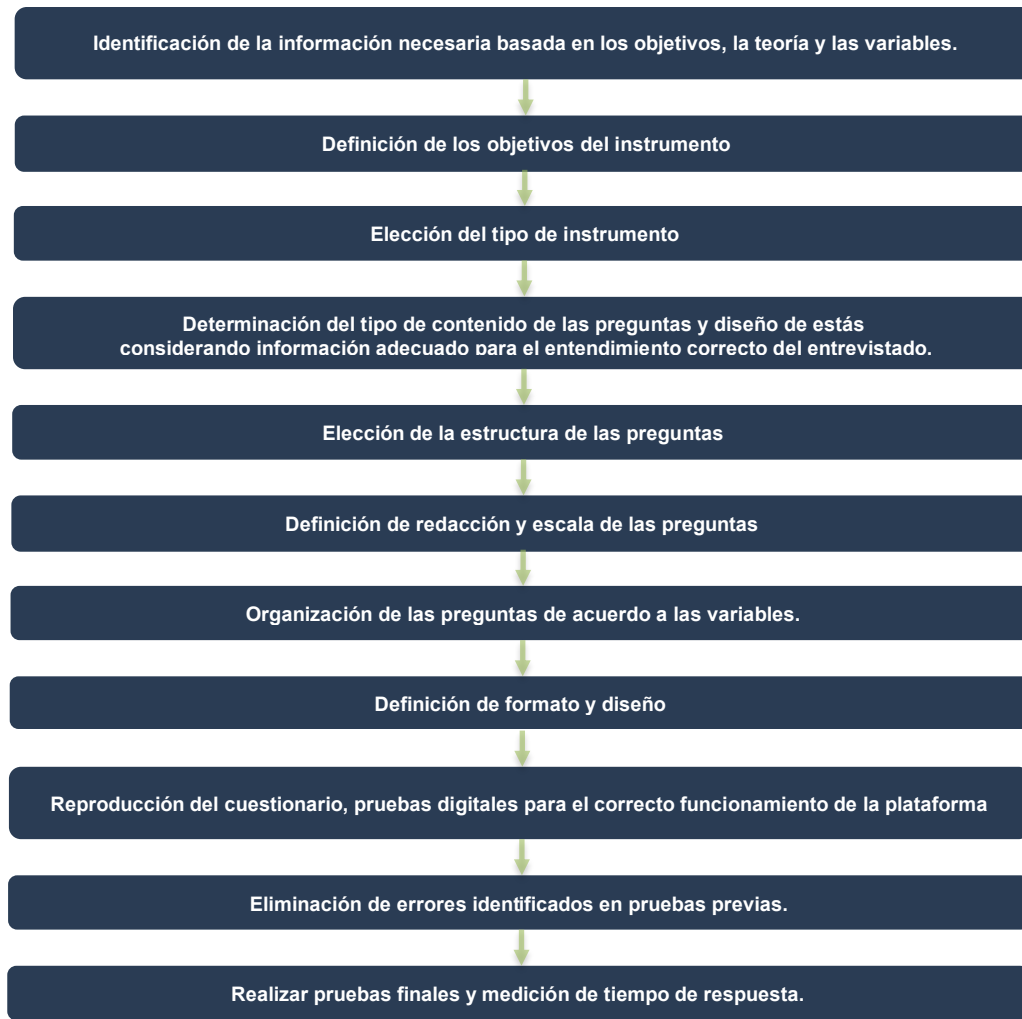 Identificación de la información necesaria basada en los objetivos, la teoría y las variables.
Definición de los objetivos del instrumento
Elección del tipo de instrumento
Determinación del tipo de contenido de las preguntas y diseño de estás
considerando información adecuado para el entendimiento correcto del entrevistado.
Elección de la estructura de las preguntas
Definición de redacción y escala de las preguntas
Organización de las preguntas de acuerdo a las variables.
Definición de formato y diseño
Reproducción del cuestionario, pruebas digitales para el correcto funcionamiento de la plataforma
Eliminación de errores identificados en pruebas previas.
Realizar pruebas finales y medición de tiempo de respuesta.